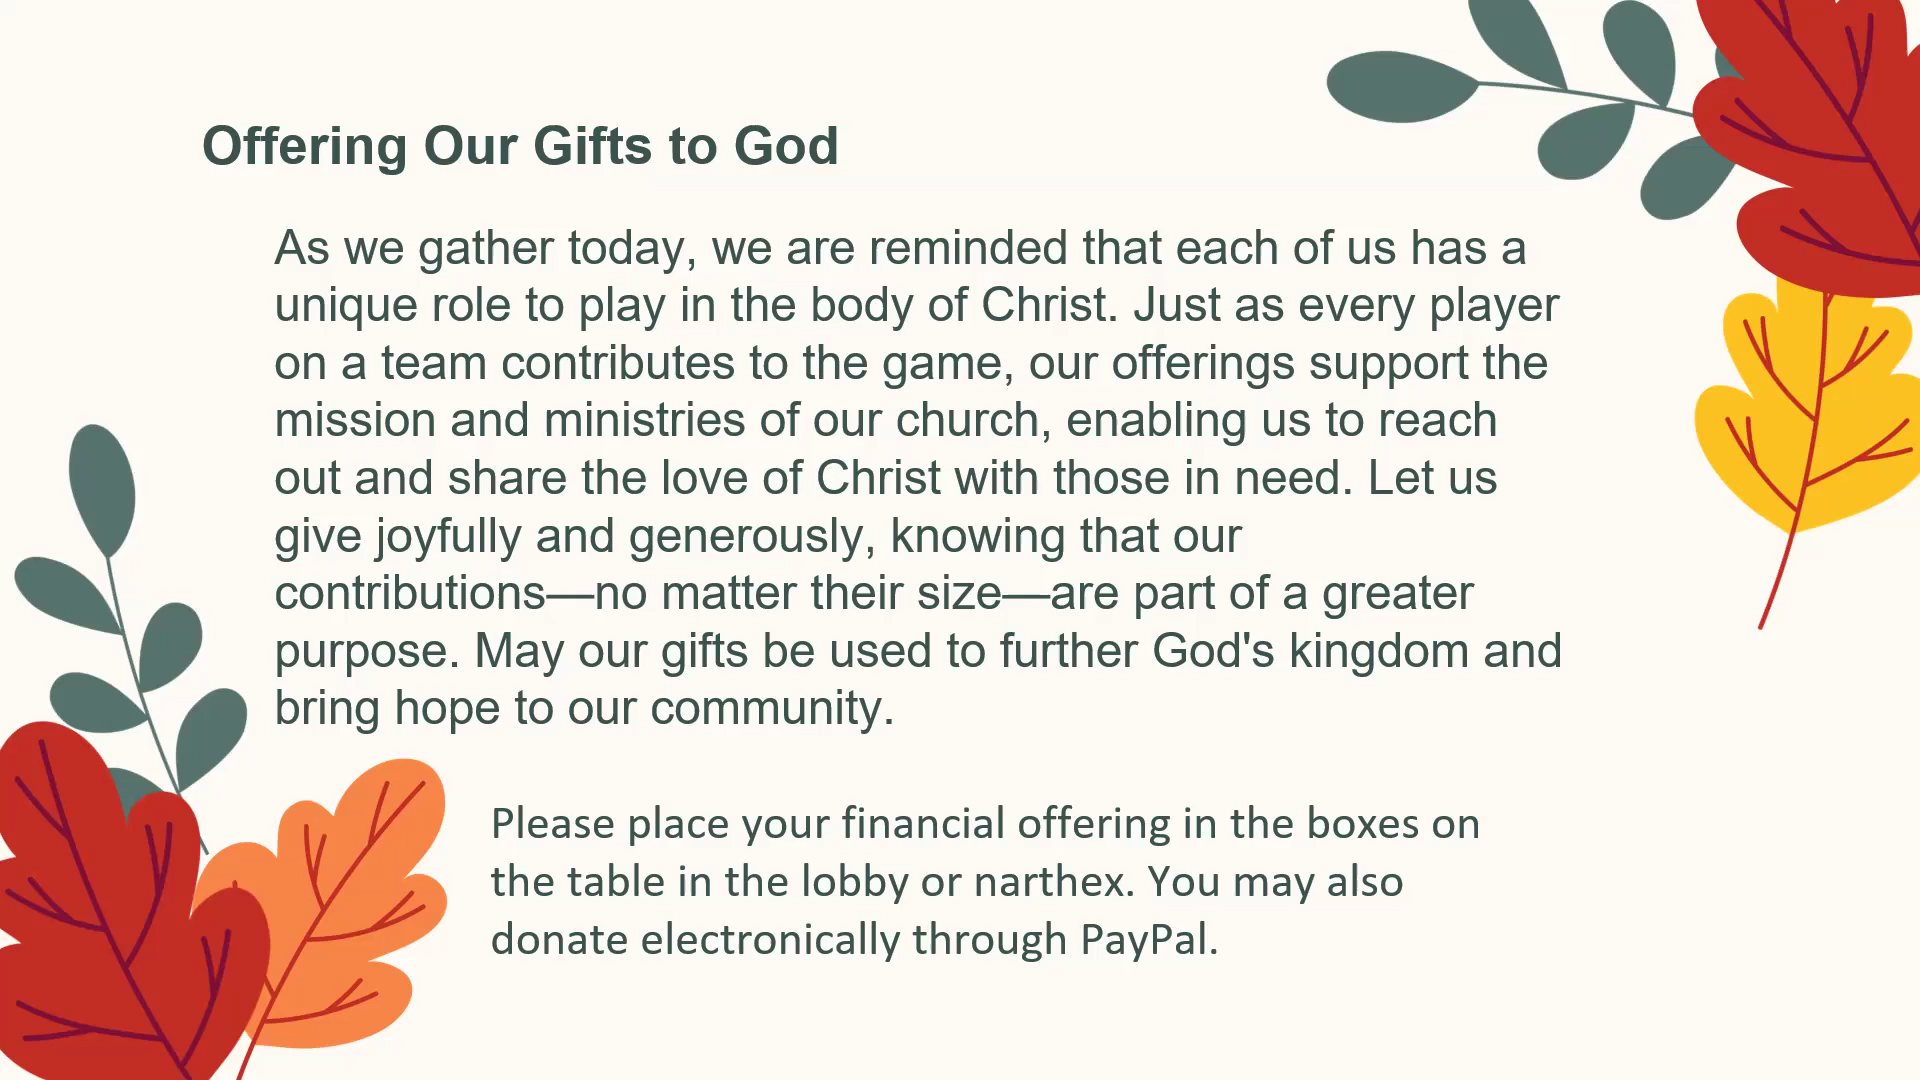 Offering Our Gifts to God
As we gather today, we are reminded that each of us has a
unique role to play in the body of Christ. Just as every player
on a team contributes to the game, our offerings support the
mission and ministries of our church, enabling us to reach
out and share the love of Christ with those in need. Let us
give joyfully and generously, knowing that our
contributions—no matter their size—are part of a greater
purpose. May our gifts be used to further God's kingdom and
bring hope to our community.
Please place your financial offering in the boxes on
the table in the lobby or narthex. You may also
donate electronically through PayPal.